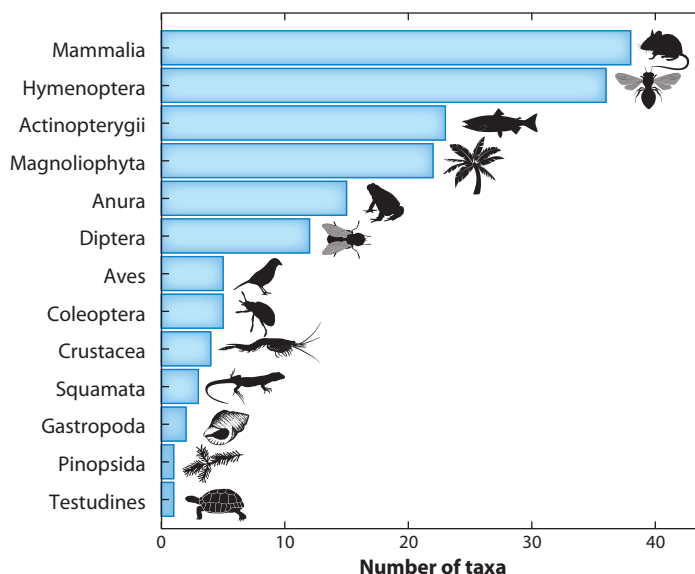 Mammalia
Hymenoptera
Actinopterygii
Magnoliophyta
Anura
Diptera
Aves
Coleoptera
Crustacea
Squamata
Gastropoda
Pinopsida
Testudines
0 10 20 30 40
Number of taxa